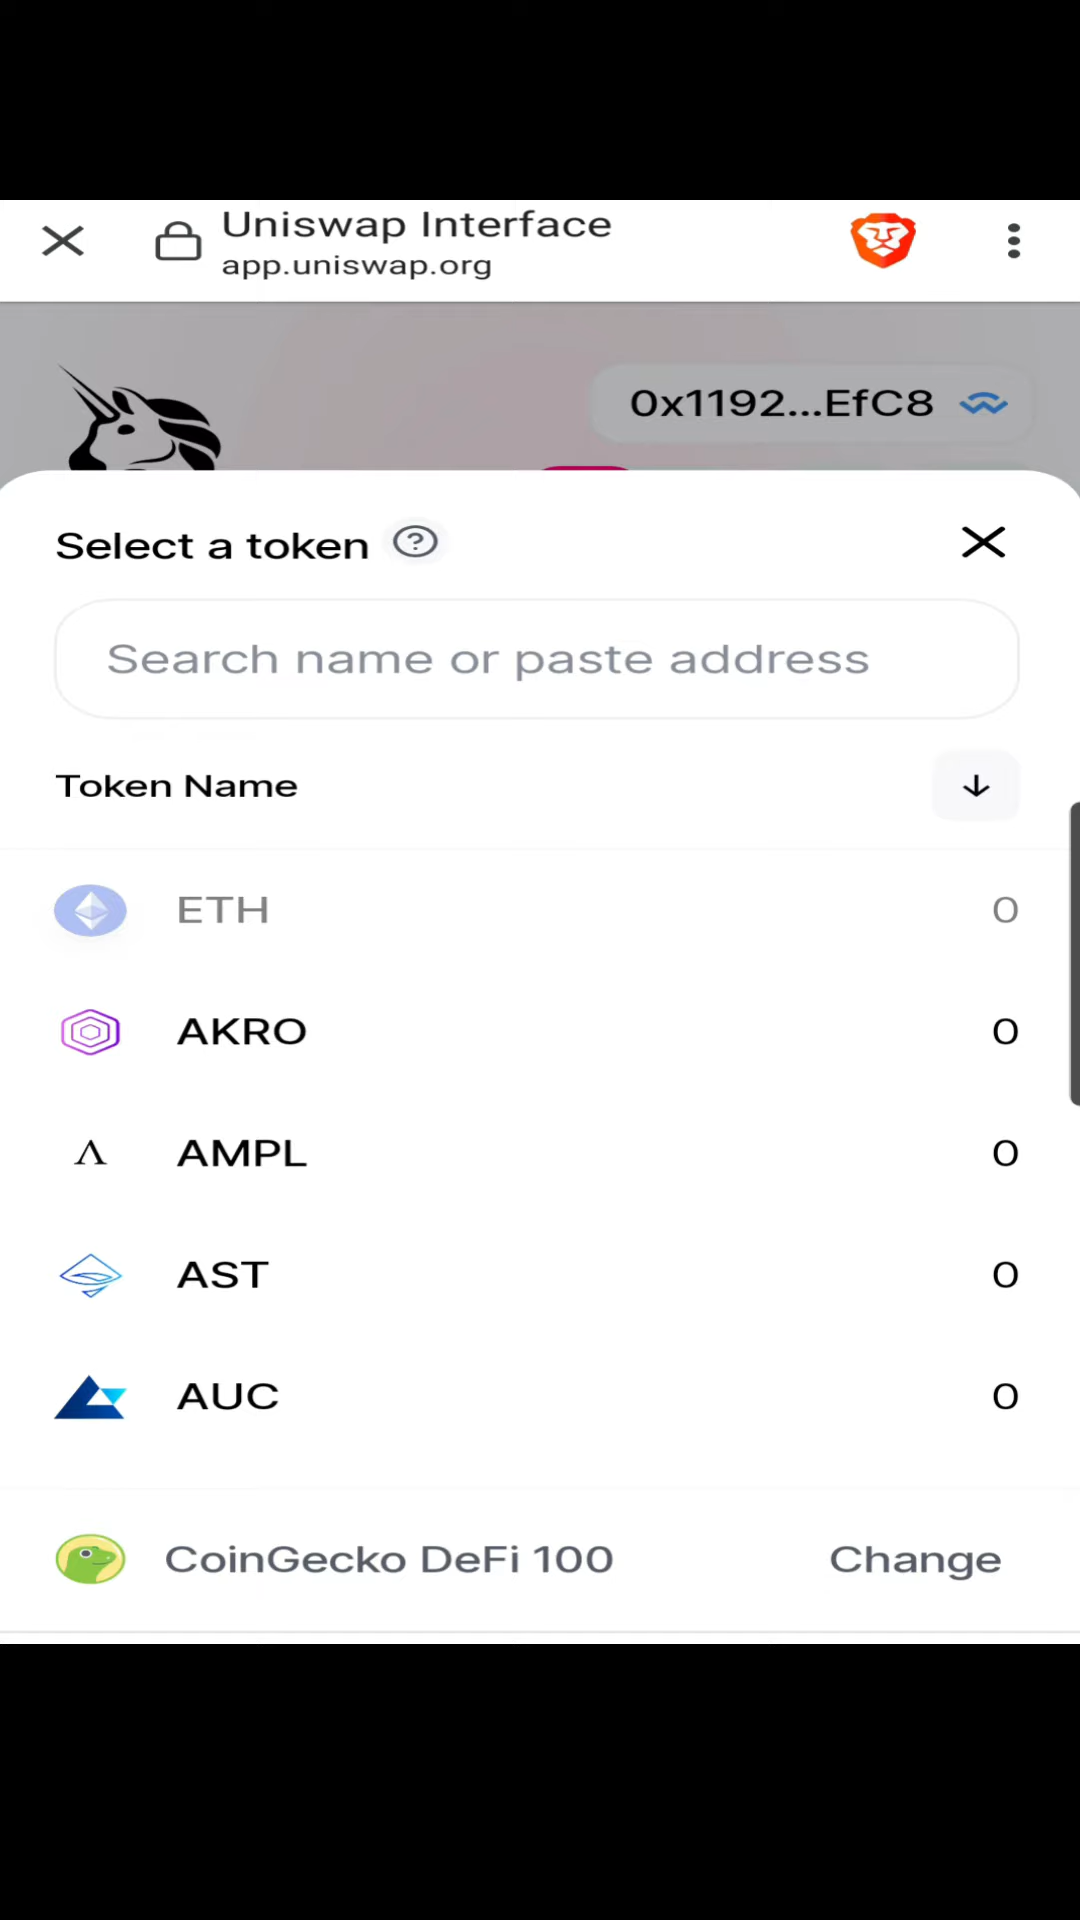 Uniswap Interface
app.uniswap.org
0x1192...EfC8
Select a token
Search name or paste address
Token Name
ETH 0
AKRO 0
AMPL 0
AST 0
AUC 0
CoinGecko DeFi 100 Change